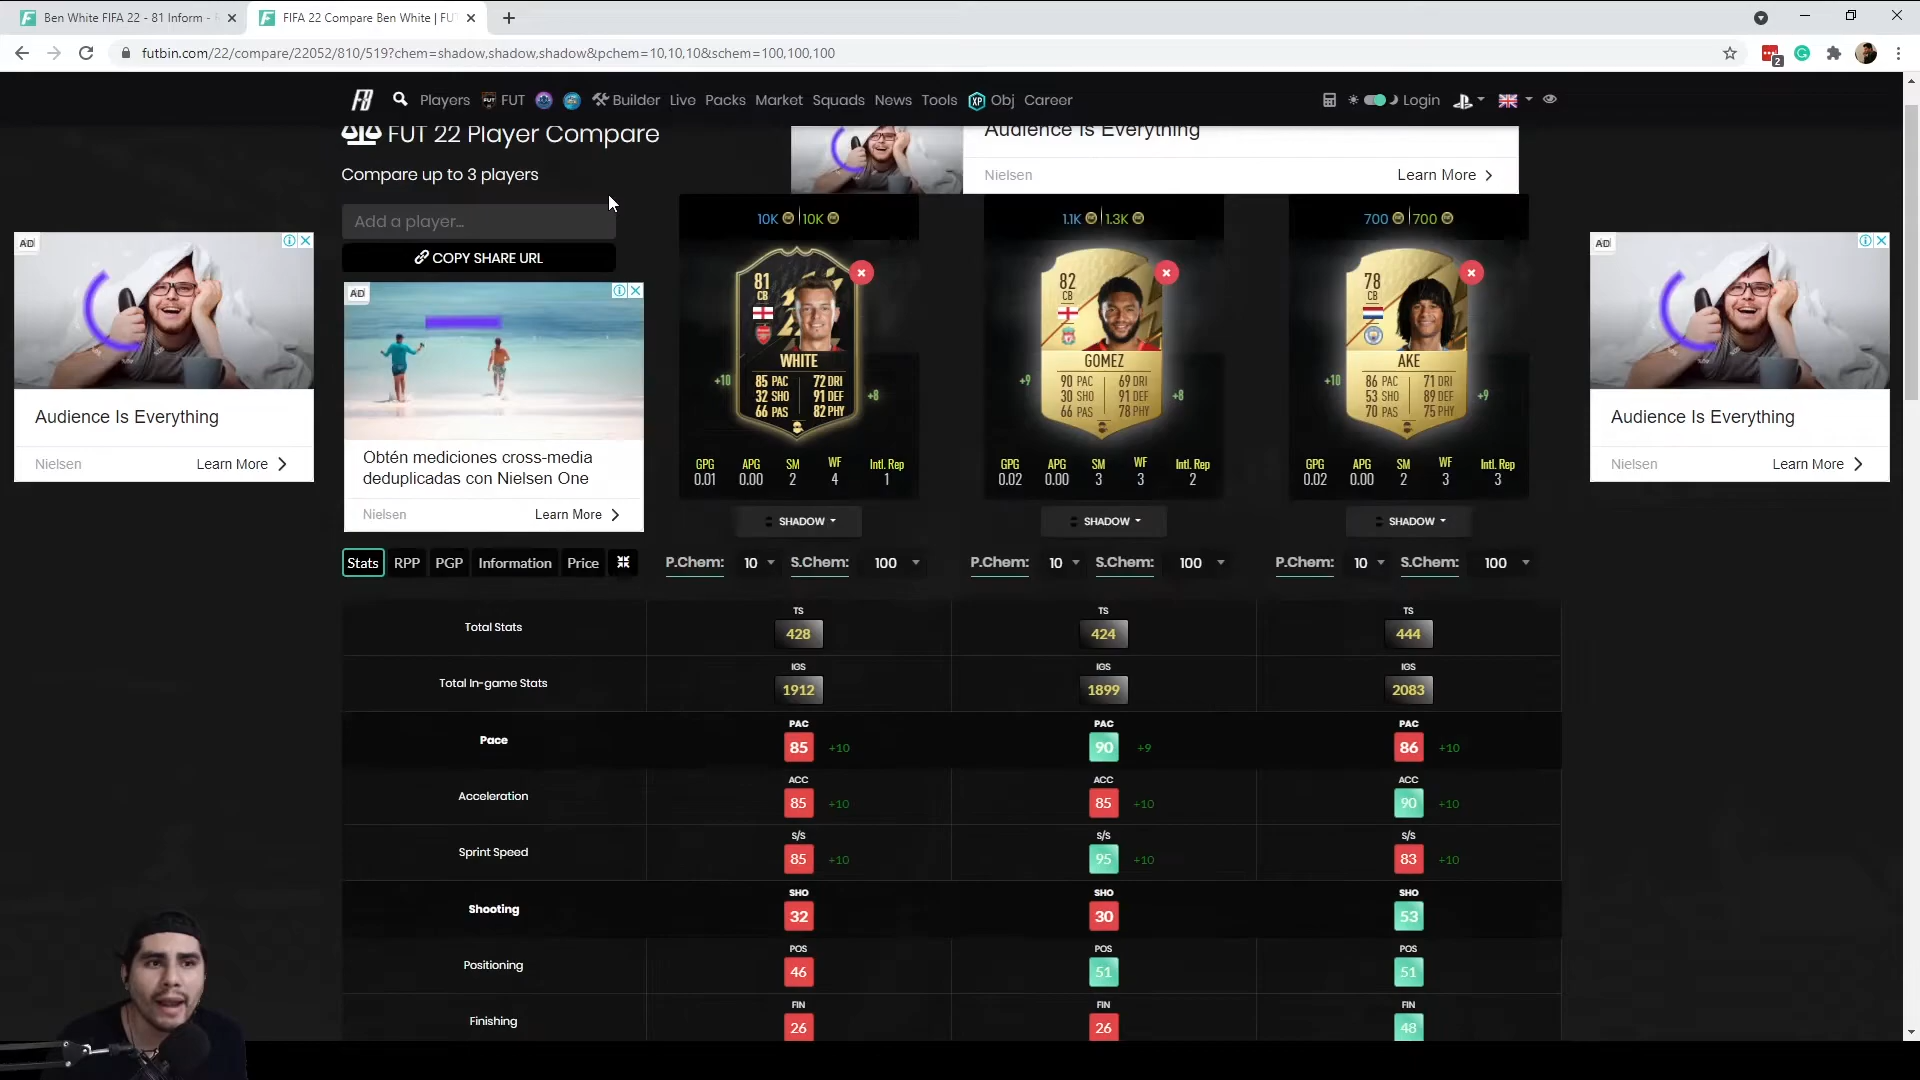 Ben White FIFA 22 - 81 Inform -
FIFA 22 Compare Ben White | FUT
futbin.com/22/compare/22052/810/519?chem=shadow,shadow,shadow&pchem=10,10,10&schem=100,100,100
2
Players FUT Builder Live Packs Market Squads News Tools XP Obj Career Login
FUT 22 Player Compare
Compare up to 3 players
Add a player...
COPY SHARE URL
Audience Is Everything
Nielsen Learn More
AD
Audience Is Everything
Nielsen Learn More
AD
Obtén mediciones cross-media
deduplicadas con Nielsen One
Nielsen Learn More
AD
Audience Is Everything
Nielsen Learn More
10K 10K
81
CB
WHITE
85 PAC 72 DRI
32 SHO 91 DEF
66 PAS 82 PHY
+10 +8
GPG APG SM WF Intl. Rep
0.01 0.00 2 4 1
SHADOW
1.1K 1.3K
82
CB
GOMEZ
90 PAC 69 DRI
30 SHO 91 DEF
66 PAS 78 PHY
+9 +8
GPG APG SM WF Intl. Rep
0.02 0.00 3 3 2
SHADOW
700 700
78
CB
AKE
86 PAC 71 DRI
53 SHO 89 DEF
70 PAS 75 PHY
+10 +9
GPG APG SM WF Intl. Rep
0.02 0.00 2 3 3
SHADOW
Stats RPP PGP Information Price
P.Chem: 10 S.Chem: 100 P.Chem: 10 S.Chem: 100 P.Chem: 10 S.Chem: 100
TS TS TS
Total Stats 428 424 444
IGS IGS IGS
Total In-game Stats 1912 1899 2083
PAC PAC PAC
Pace 85 +10 90 +9 86 +10
ACC ACC ACC
Acceleration 85 +10 85 +10 90 +10
S/S S/S S/S
Sprint Speed 85 +10 95 +10 83 +10
SHO SHO SHO
Shooting 32 30 53
POS POS POS
Positioning 46 51 51
FIN FIN FIN
Finishing 26 26 48